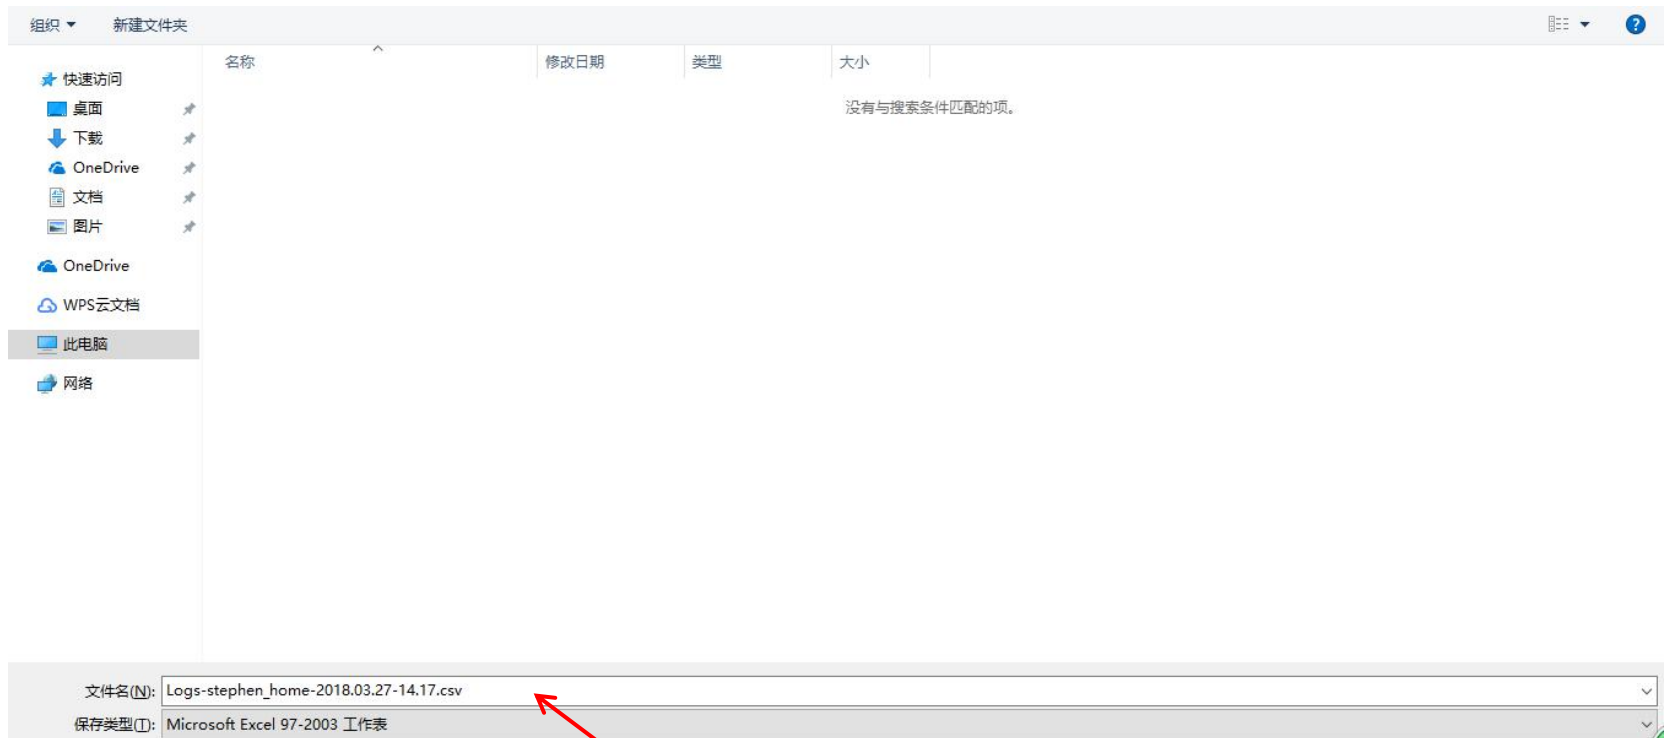 组织 新建文件夹
名称 修改日期 类型 大小
没有与搜索条件匹配的项。
快速访问
桌面
下载
OneDrive
文档
图片
OneDrive
WPS云文档
此电脑
网络
文件名(N): Logs-stephen_home-2018.03.27-14.17.csv
保存类型(T): Microsoft Excel 97-2003 工作表